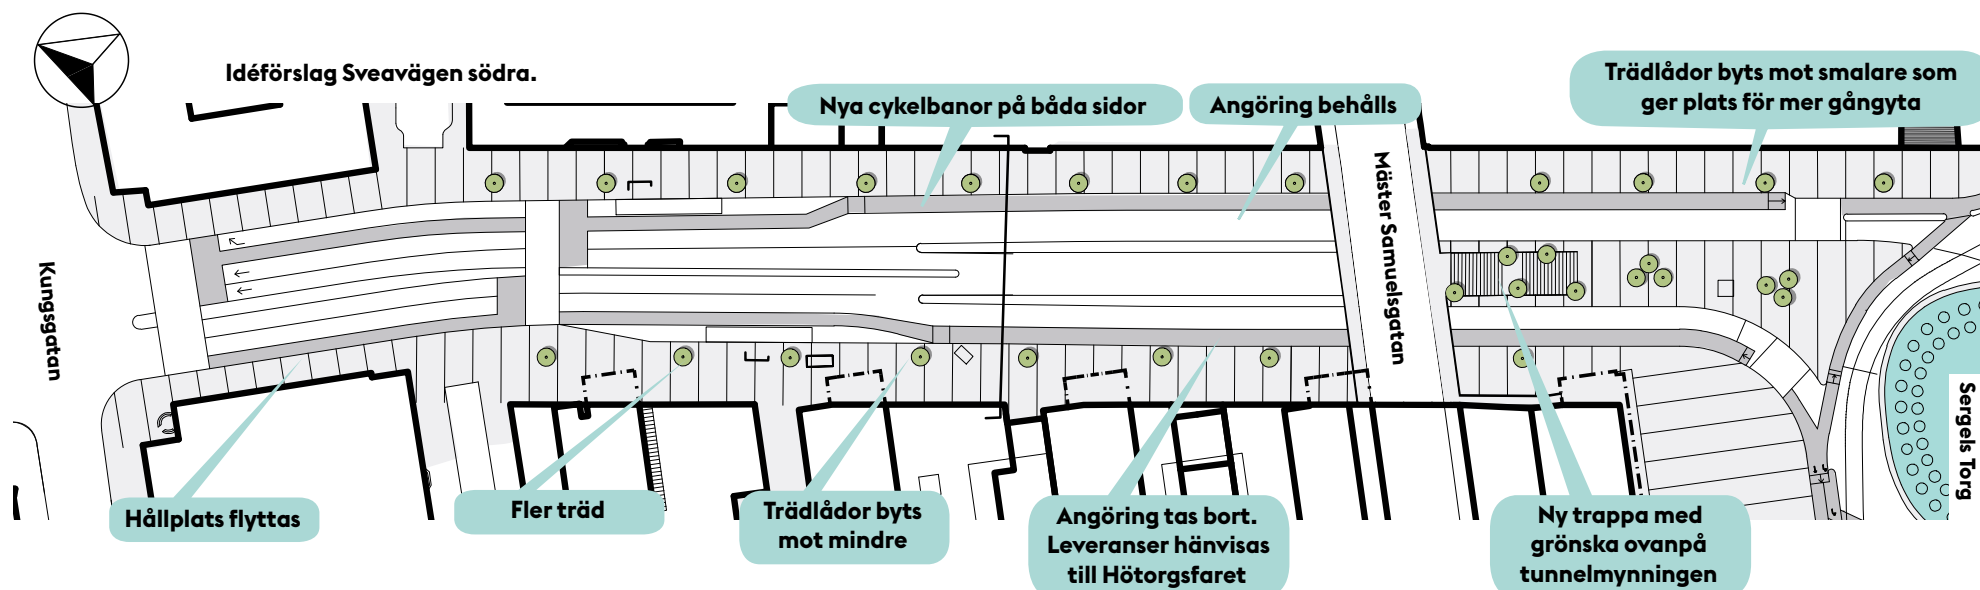 Idéförslag Sveavägen södra.
Nya cykelbanor på båda sidor
Angöring behålls
Trädlådor byts mot smalare som
ger plats för mer gångyta
Kungsgatan
Mäster Samuelsgatan
Sergels Torg
Hållplats flyttas
Fler träd
Trädlådor byts
mot mindre
Angöring tas bort.
Leveranser hänvisas
till Hötorgsfaret
Ny trappa med
grönska ovanpå
tunnelmynningen